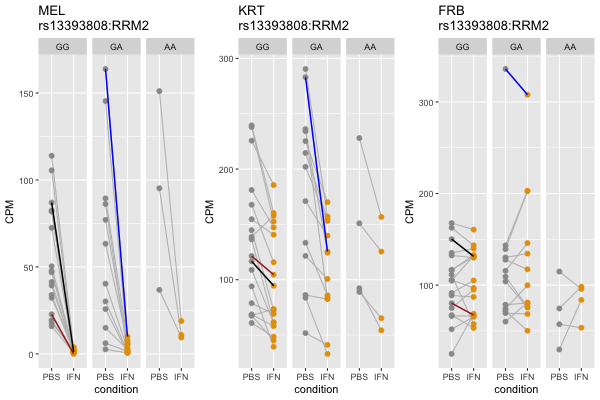 MEL
rs13393808:RRM2
GG GA AA
CPM
150
100
50
0
PBS IFN PBS IFN PBS IFN
condition
KRT
rs13393808:RRM2
GG GA AA
CPM
300
200
100
PBS IFN PBS IFN PBS IFN
condition
FRB
rs13393808:RRM2
GG GA AA
CPM
300
200
100
PBS IFN PBS IFN PBS IFN
condition